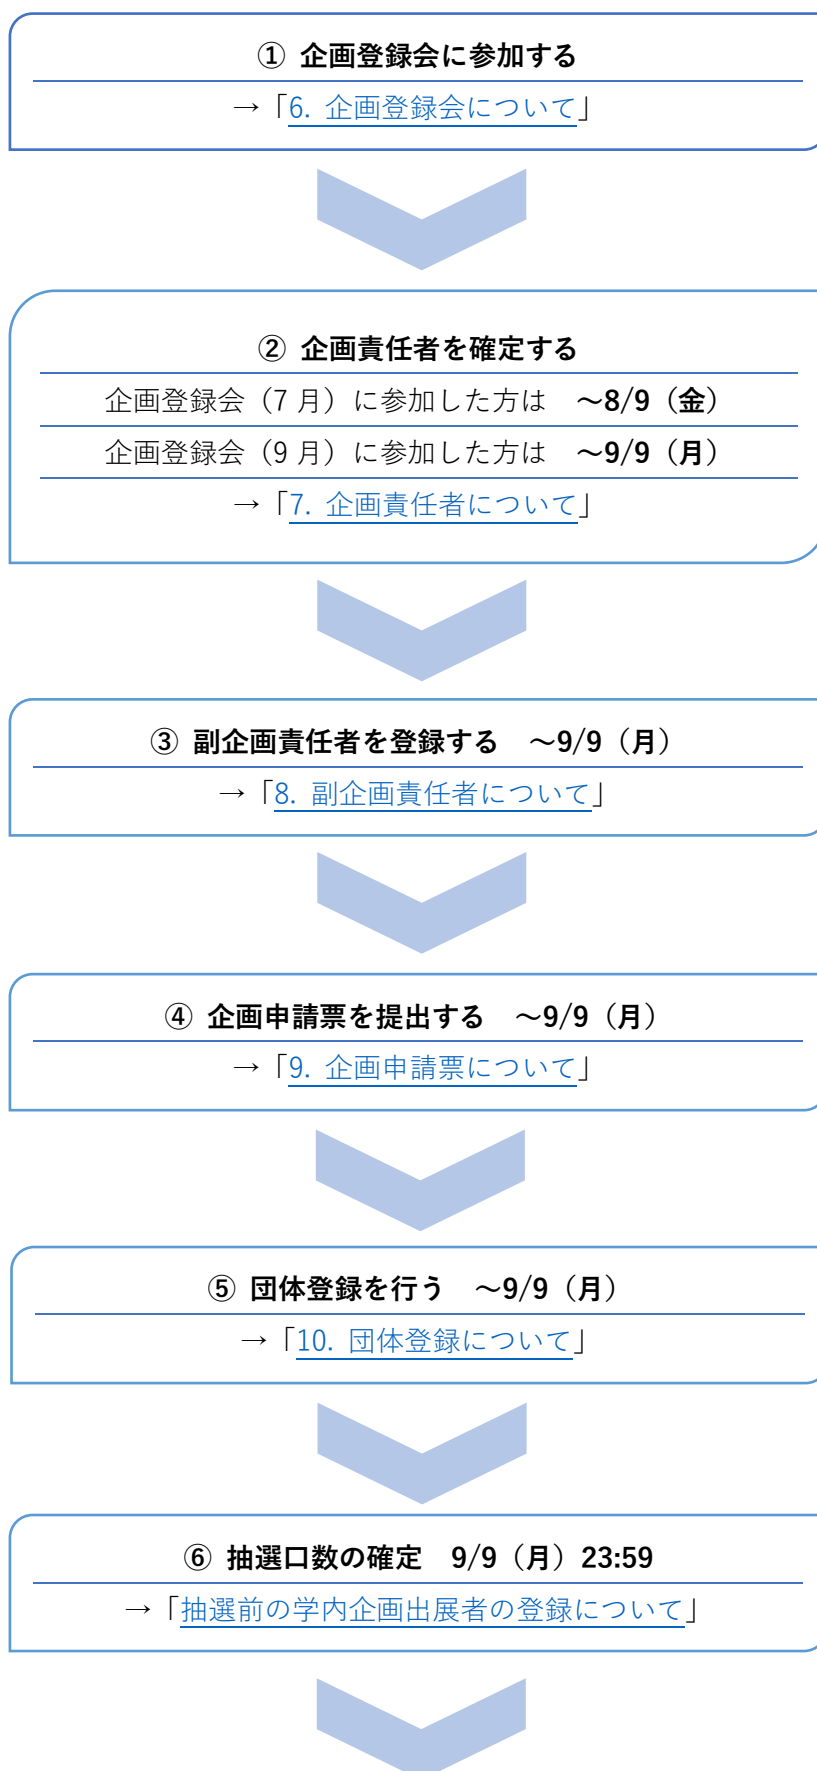 ① 企画登録会に参加する
→「6. 企画登録会について」
② 企画責任者を確定する
企画登録会（7 月）に参加した方は　～8/9（金）
企画登録会（9 月）に参加した方は　～9/9（月）
→「7. 企画責任者について」
③ 副企画責任者を登録する　～9/9（月）
→「8. 副企画責任者について」
④ 企画申請票を提出する　～9/9（月）
→「9. 企画申請票について」
⑤ 団体登録を行う　～9/9（月）
→「10. 団体登録について」
⑥ 抽選口数の確定　9/9（月）23:59
→「抽選前の学内企画出展者の登録について」